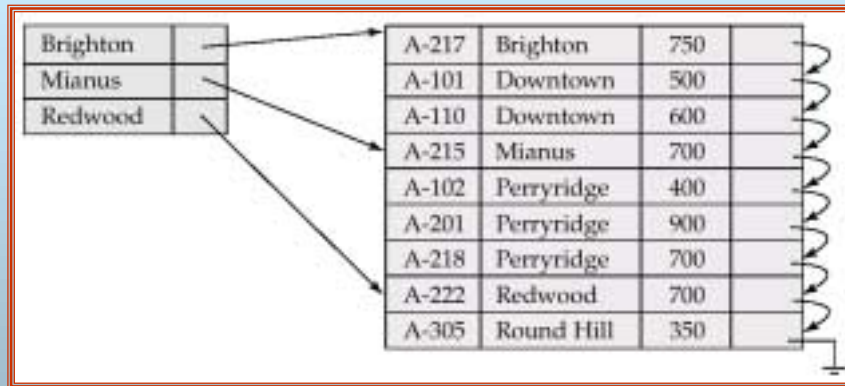 Brighton
Mianus
Redwood
A-217 Brighton 750
A-101 Downtown 500
A-110 Downtown 600
A-215 Mianus 700
A-102 Perryridge 400
A-201 Perryridge 900
A-218 Perryridge 700
A-222 Redwood 700
A-305 Round Hill 350